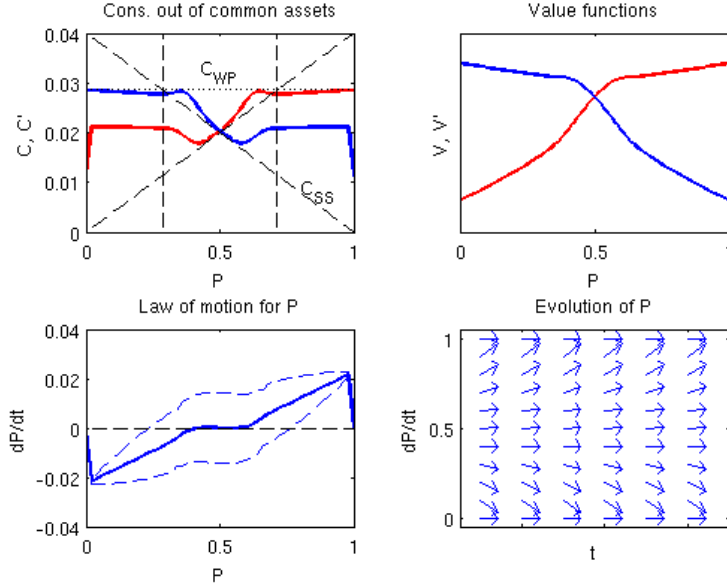 Cons. out of common assets
0.04
0.03
0.02
0.01
0
C, C'
C_WP
C_SS
0
0.5
1
P
Value functions
V, V'
0
0.5
1
P
Law of motion for P
0.04
0.02
0
-0.02
-0.04
dP/dt
0
0.5
1
P
Evolution of P
1
0.5
0
dP/dt
t